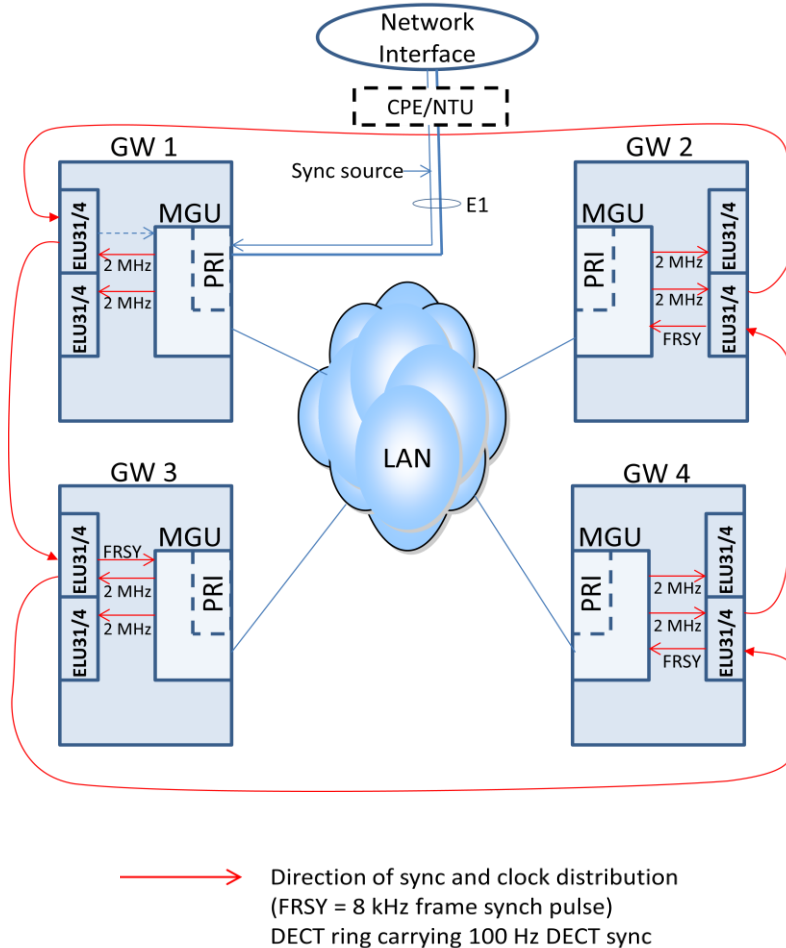 Network
Interface
CPE/NTU
GW 1
GW 2
Sync source
E1
MGU
PRI
ELU31/4
ELU31/4
2 MHz
2 MHz
MGU
PRI
2 MHz
2 MHz
FRSY
ELU31/4
ELU31/4
LAN
GW 3
GW 4
ELU31/4
ELU31/4
FRSY
2 MHz
2 MHz
MGU
PRI
MGU
PRI
2 MHz
2 MHz
FRSY
ELU31/4
ELU31/4
Direction of sync and clock distribution
(FRSY = 8 kHz frame synch pulse)
DECT ring carrying 100 Hz DECT sync